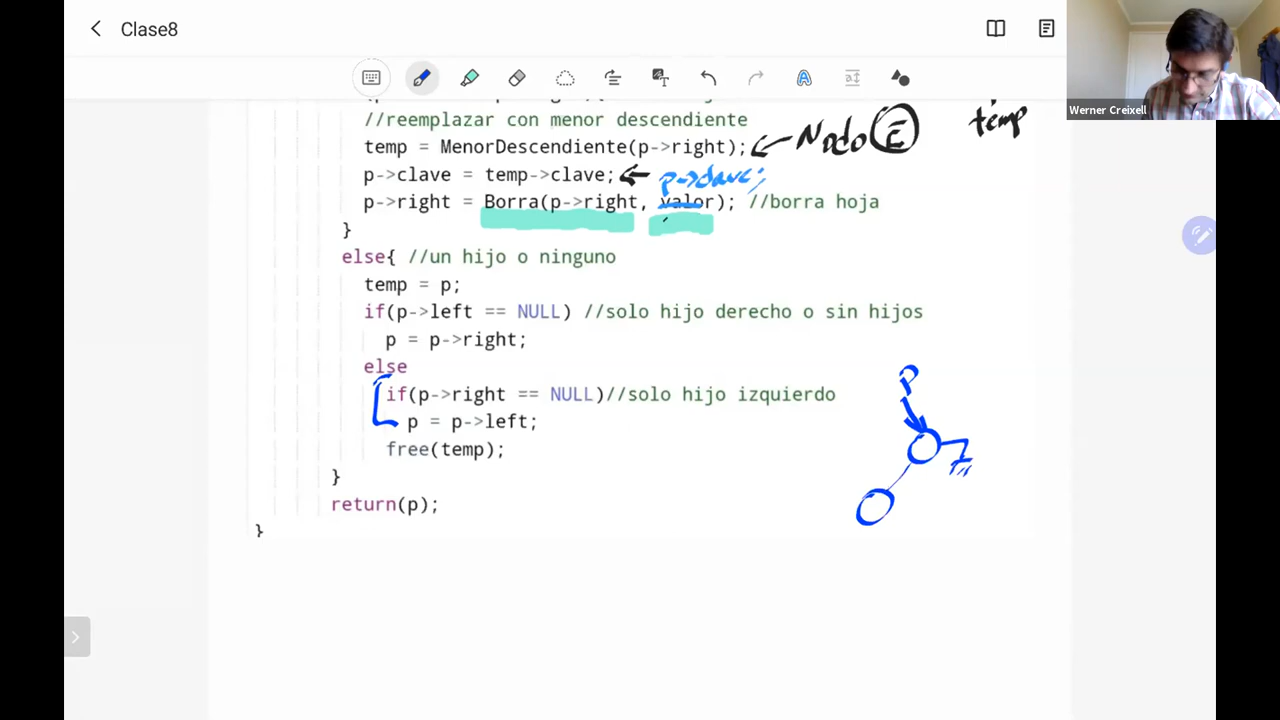 Clase8
Werner Creixell
temp
//reemplazar con menor descendiente
temp = MenorDescendiente(p->right); Nodo E
p->clave = temp->clave; p->clave;
p->right = Borra(p->right, valor); //borra hoja
}
else{ //un hijo o ninguno
temp = p;
if(p->left == NULL) //solo hijo derecho o sin hijos
p = p->right;
else
if(p->right == NULL)//solo hijo izquierdo
p = p->left;
free(temp);
}
return(p);
}
P